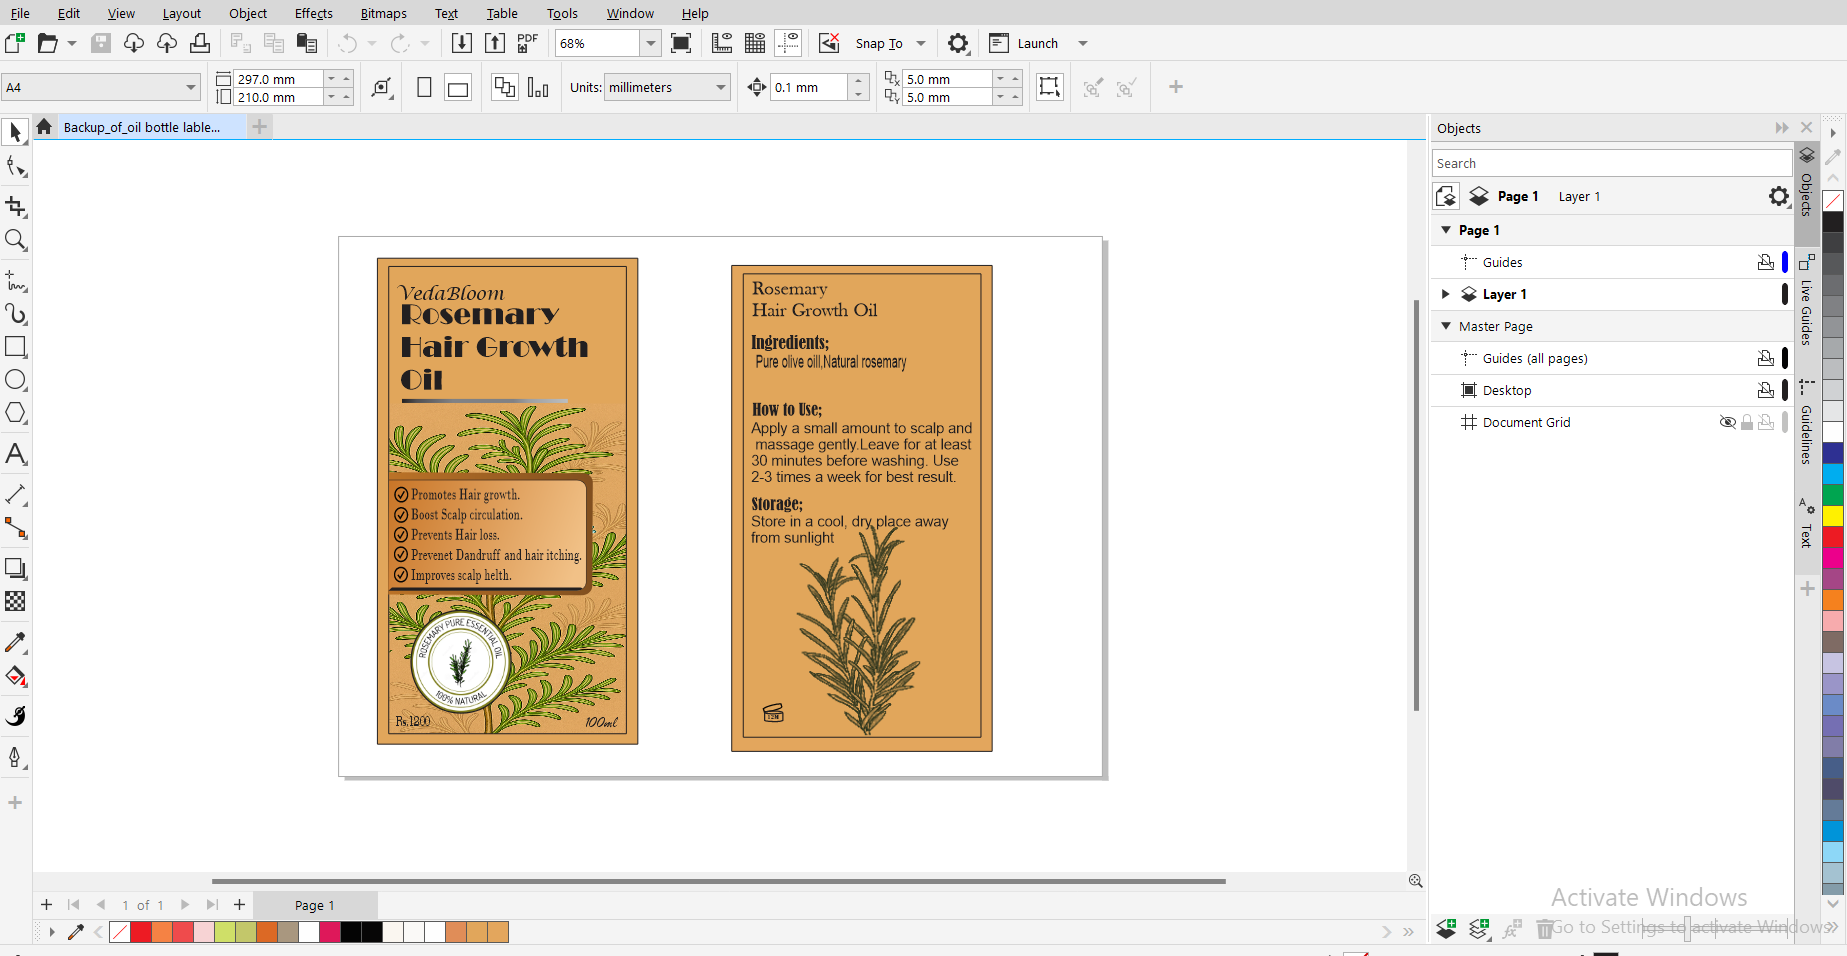 File Edit View Layout Object Effects Bitmaps Text Table Tools Window Help
PDF 68% Snap To Launch
A4 297.0 mm 210.0 mm Units: millimeters 0.1 mm 5.0 mm 5.0 mm
Backup_of_oil bottle lable...
VedaBloom
Rosemary
Hair Growth
Oil
Promotes Hair growth.
Boost Scalp circulation.
Prevents Hair loss.
Prevenet Dandruff and hair itching.
Improves scalp helth.
ROSEMARY PURE ESSENTIAL OIL
100% NATURAL
Rs.1200
100ml
Rosemary
Hair Growth Oil
Ingredients;
Pure olive oill,Natural rosemary
How to Use;
Apply a small amount to scalp and
massage gently.Leave for at least
30 minutes before washing. Use
2-3 times a week for best result.
Storage;
Store in a cool, dry place away
from sunlight
12M
Objects
Search
Page 1 Layer 1
Page 1
Guides
Layer 1
Master Page
Guides (all pages)
Desktop
Document Grid
Objects
Live Guides
Guidelines
Text
1 of 1
Page 1
Activate Windows
Go to Settings to activate Windows.